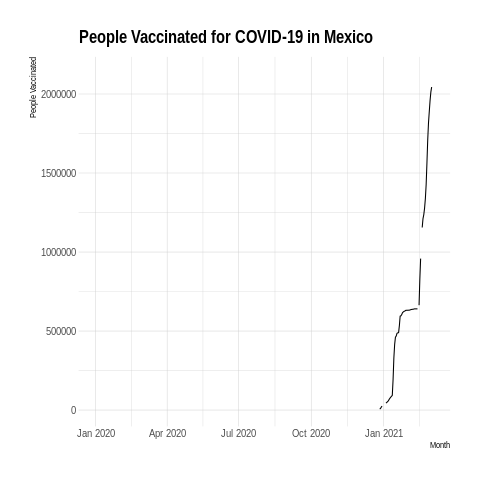 People Vaccinated for COVID-19 in Mexico
People Vaccinated
2000000
1500000
1000000
500000
0
Jan 2020 Apr 2020 Jul 2020 Oct 2020 Jan 2021
Month